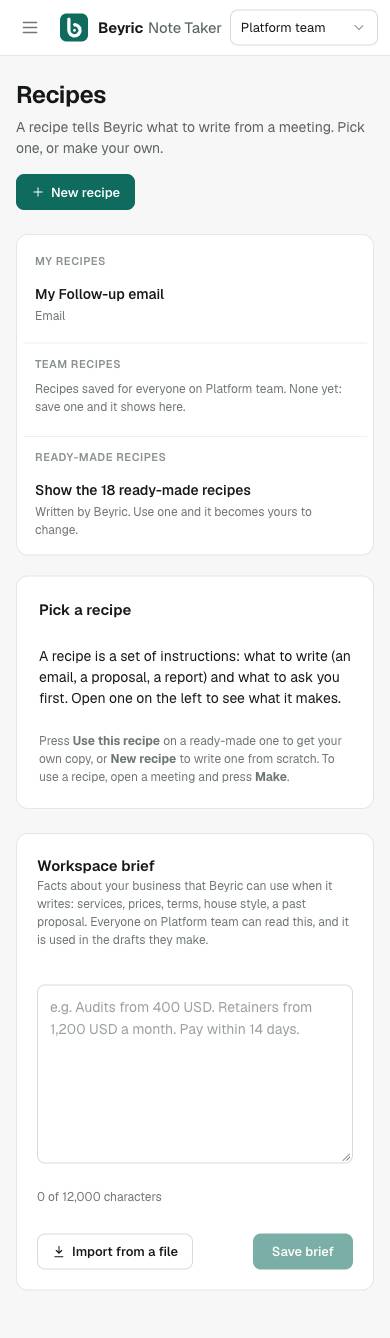 Beyric Note Taker
Platform team
Recipes
A recipe tells Beyric what to write from a meeting. Pick
one, or make your own.
New recipe
MY RECIPES
My Follow-up email
Email
TEAM RECIPES
Recipes saved for everyone on Platform team. None yet:
save one and it shows here.
READY-MADE RECIPES
Show the 18 ready-made recipes
Written by Beyric. Use one and it becomes yours to
change.
Pick a recipe
A recipe is a set of instructions: what to write (an
email, a proposal, a report) and what to ask you
first. Open one on the left to see what it makes.
Press Use this recipe on a ready-made one to get your
own copy, or New recipe to write one from scratch. To
use a recipe, open a meeting and press Make.
Workspace brief
Facts about your business that Beyric can use when it
writes: services, prices, terms, house style, a past
proposal. Everyone on Platform team can read this, and it
is used in the drafts they make.
e.g. Audits from 400 USD. Retainers from
1,200 USD a month. Pay within 14 days.
0 of 12,000 characters
Import from a file
Save brief